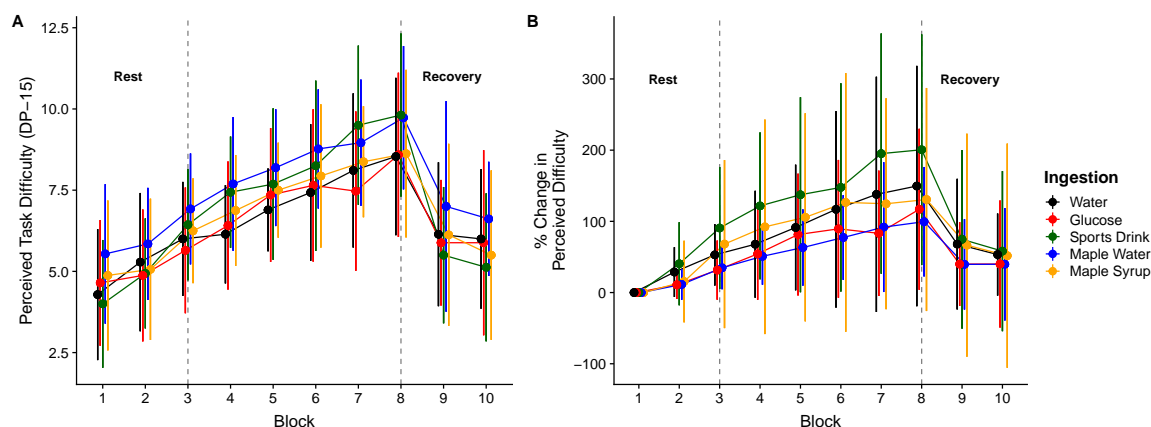 A
Perceived Task Difficulty (DP−15)
12.5
10.0
7.5
5.0
2.5
Rest
Recovery
1 2 3 4 5 6 7 8 9 10
Block
B
% Change in
Perceived Difficulty
300
200
100
0
−100
Rest
Recovery
1 2 3 4 5 6 7 8 9 10
Block
Ingestion
Water
Glucose
Sports Drink
Maple Water
Maple Syrup